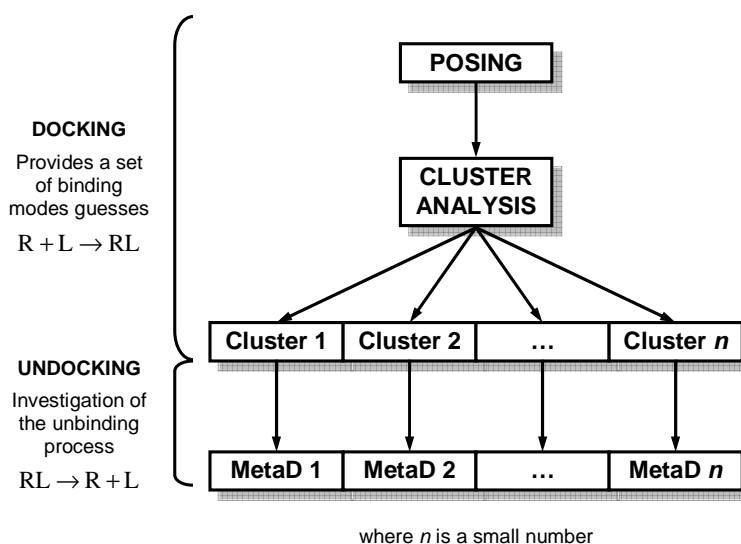 POSING
DOCKING
Provides a set
of binding
modes guesses
R + L → RL
CLUSTER
ANALYSIS
Cluster 1 Cluster 2 ... Cluster n
UNDOCKING
Investigation of
the unbinding
process
RL → R + L
MetaD 1 MetaD 2 ... MetaD n
where n is a small number